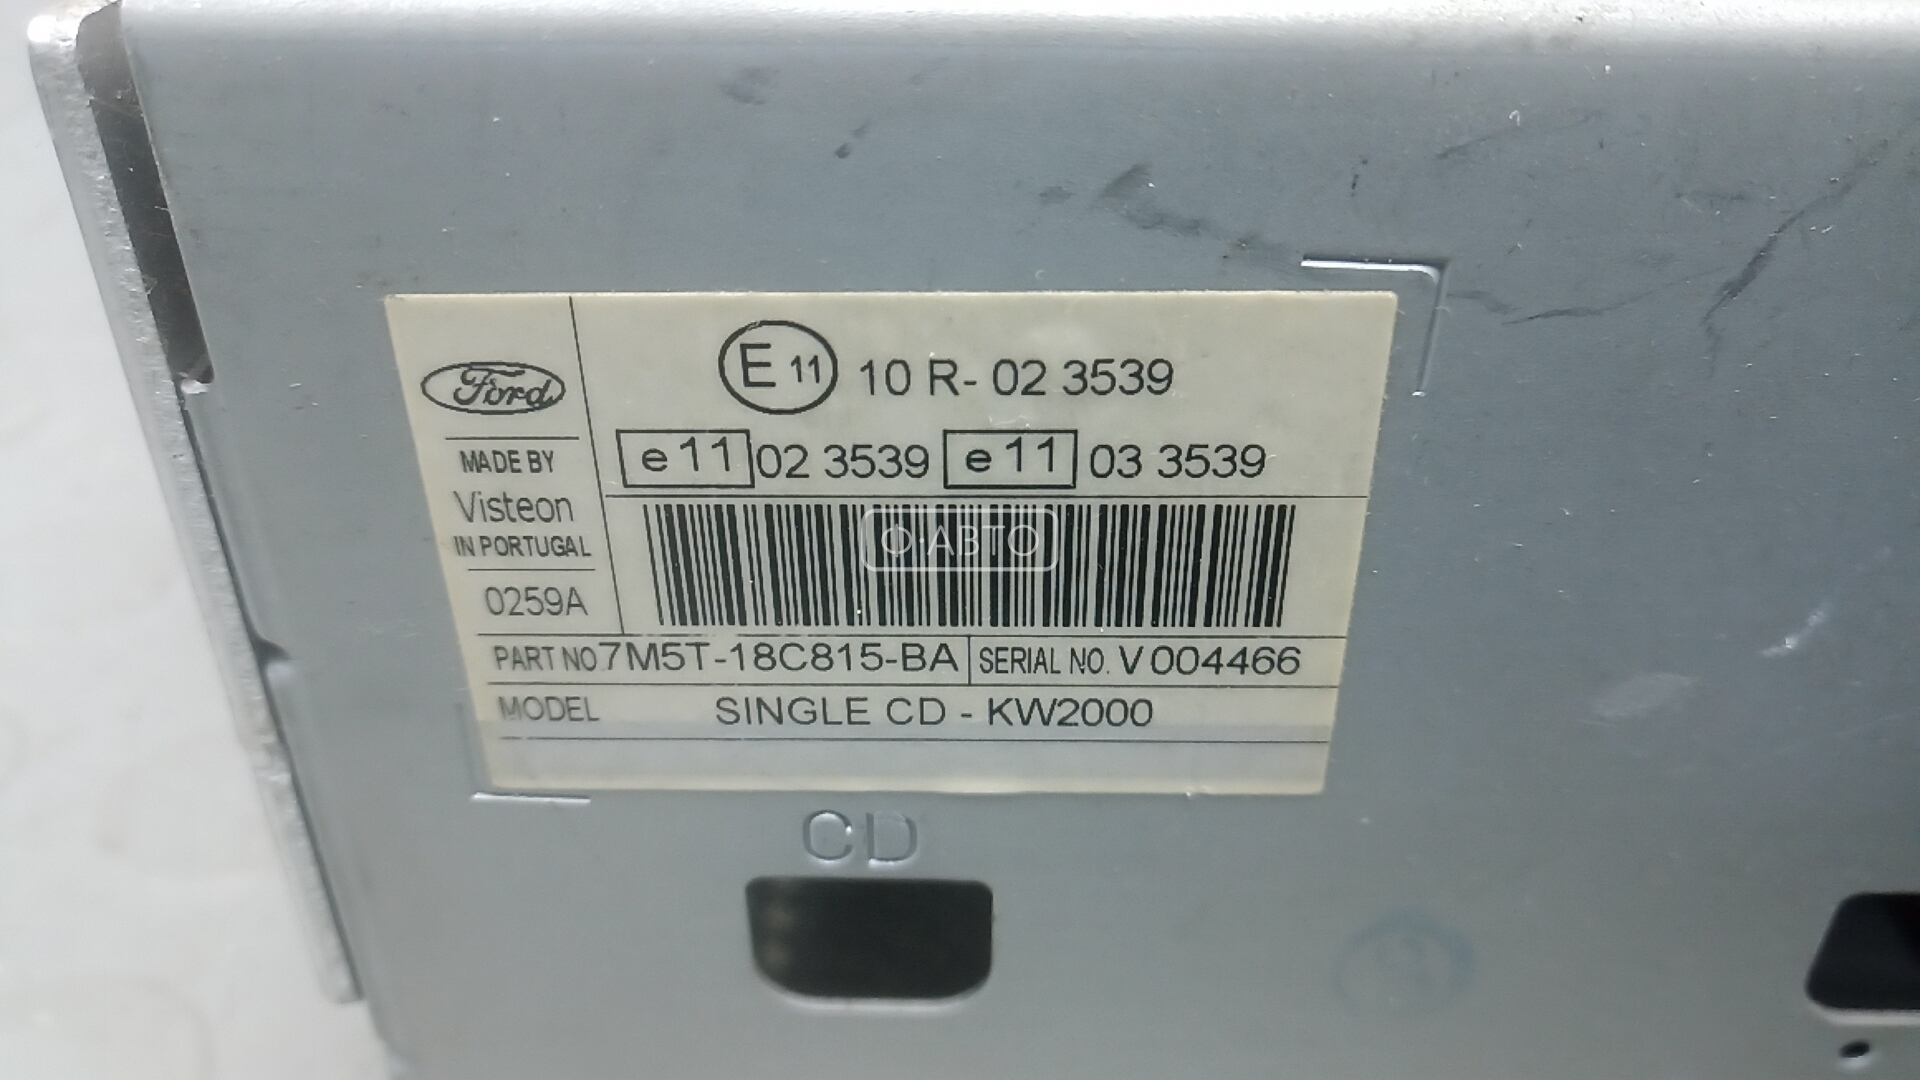 E 11 10 R- 02 3539
Ford
e 11 02 3539 e 11 03 3539
MADE BY
Visteon
IN PORTUGAL
Ф·АВТО
0259A
PART NO 7M5T-18C815-BA SERIAL NO. V004466
MODEL SINGLE CD - KW2000
CD